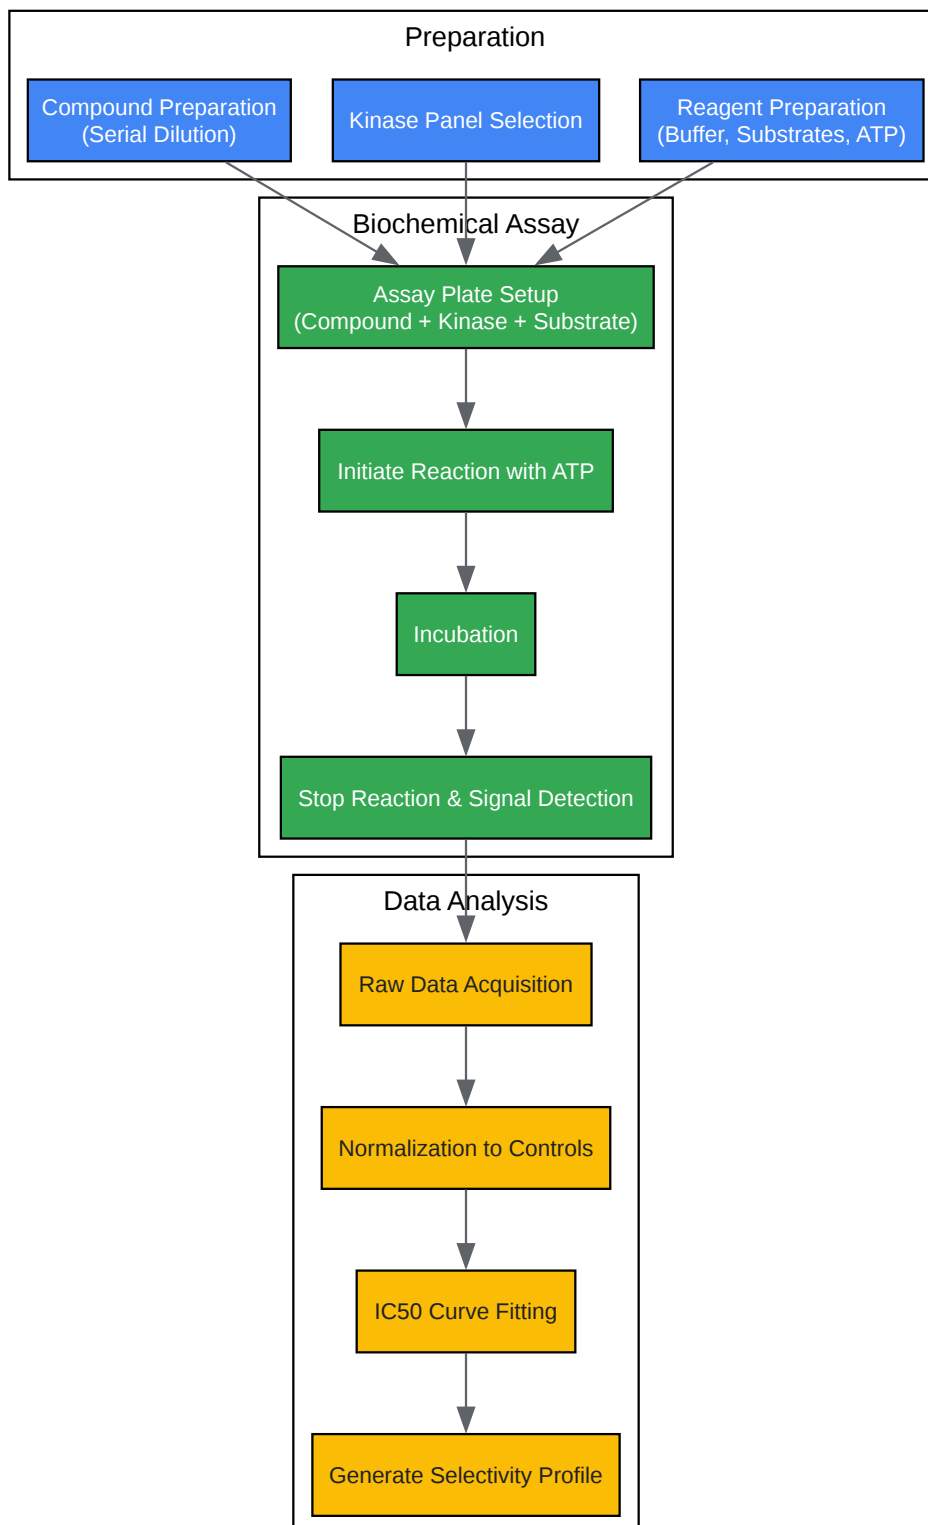 Preparation
Compound Preparation
(Serial Dilution)
Kinase Panel Selection
Reagent Preparation
(Buffer, Substrates, ATP)
Biochemical Assay
Assay Plate Setup
(Compound + Kinase + Substrate)
Initiate Reaction with ATP
Incubation
Stop Reaction & Signal Detection
Data Analysis
Raw Data Acquisition
Normalization to Controls
IC50 Curve Fitting
Generate Selectivity Profile